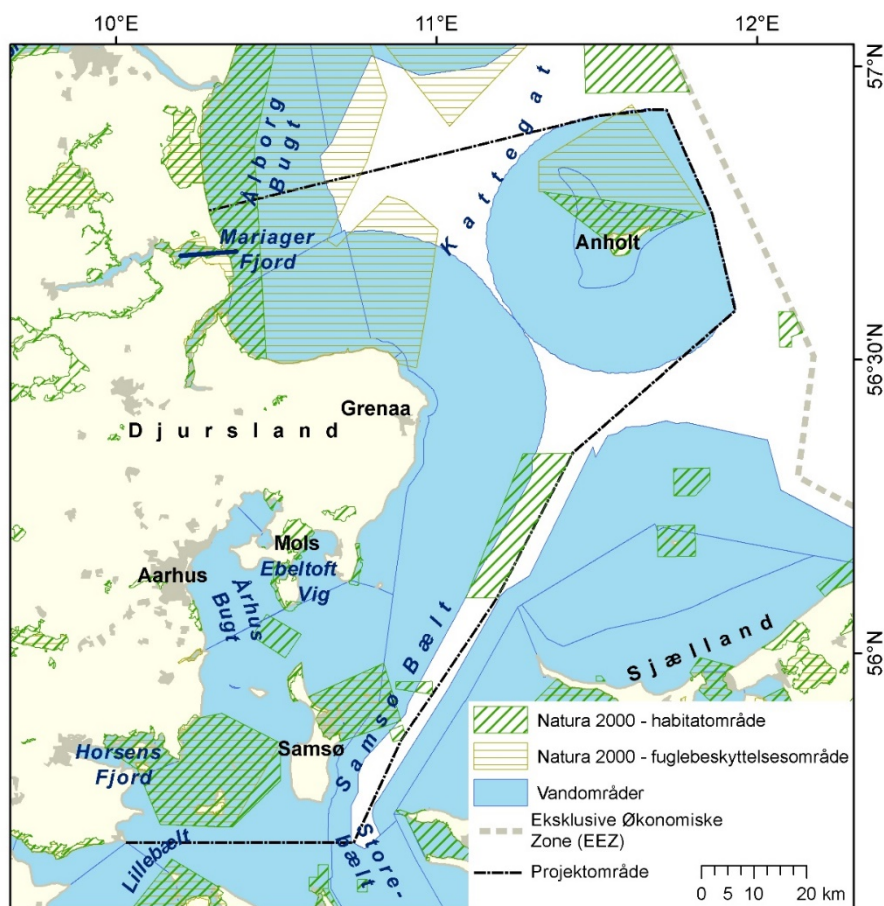 10°E
11°E
12°E
57°N
Ålborg
Bugt
Kattegat
Mariager
Fjord
Anholt
56°30'N
Grenaa
Djursland
Mols
Aarhus
Ebeltoft
Vig
Århus
Bugt
Samsø Bælt
Sjælland
56°N
Horsens
Fjord
Samsø
Lillebælt
Store-
bælt
Natura 2000 - habitatområde
Natura 2000 - fuglebeskyttelsesområde
Vandområder
Eksklusive Økonomiske
Zone (EEZ)
Projektområde
0 5 10 20 km